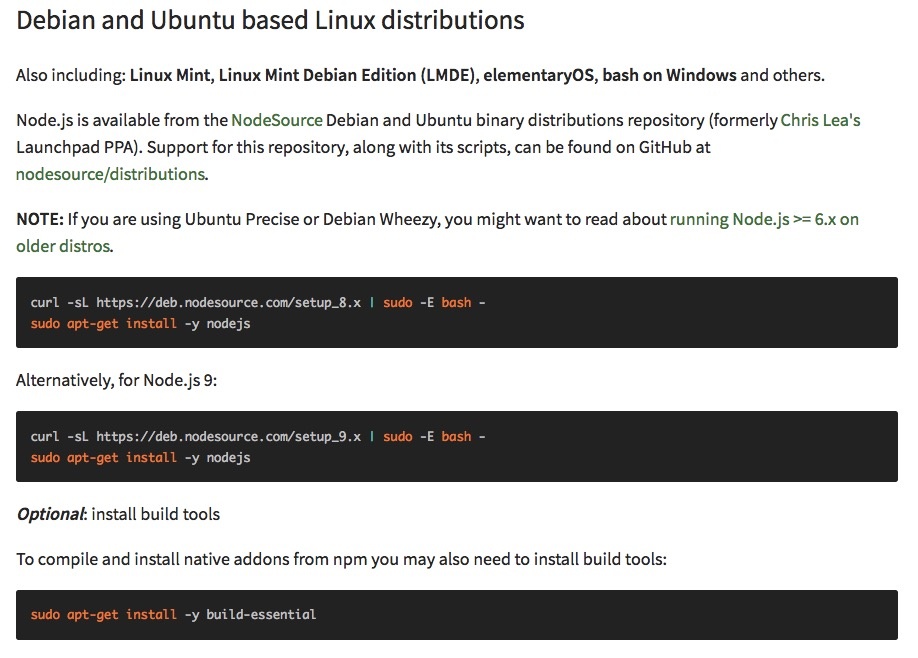 Debian and Ubuntu based Linux distributions
Also including: Linux Mint, Linux Mint Debian Edition (LMDE), elementaryOS, bash on Windows and others.
Node.js is available from the NodeSource Debian and Ubuntu binary distributions repository (formerly Chris Lea's
Launchpad PPA). Support for this repository, along with its scripts, can be found on GitHub at
nodesource/distributions.
NOTE: If you are using Ubuntu Precise or Debian Wheezy, you might want to read about running Node.js >= 6.x on
older distros.
curl -sL https://deb.nodesource.com/setup_8.x | sudo -E bash -
sudo apt-get install -y nodejs
Alternatively, for Node.js 9:
curl -sL https://deb.nodesource.com/setup_9.x | sudo -E bash -
sudo apt-get install -y nodejs
Optional: install build tools
To compile and install native addons from npm you may also need to install build tools:
sudo apt-get install -y build-essential